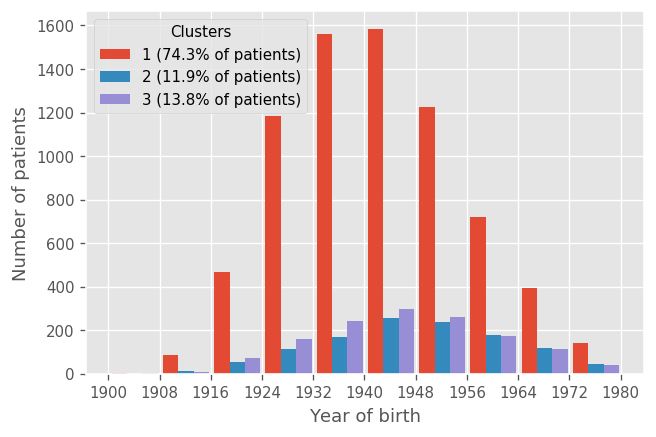 Clusters
1 (74.3% of patients)
2 (11.9% of patients)
3 (13.8% of patients)
1600
1400
1200
1000
800
600
400
200
0
Number of patients
1900 1908 1916 1924 1932 1940 1948 1956 1964 1972 1980
Year of birth